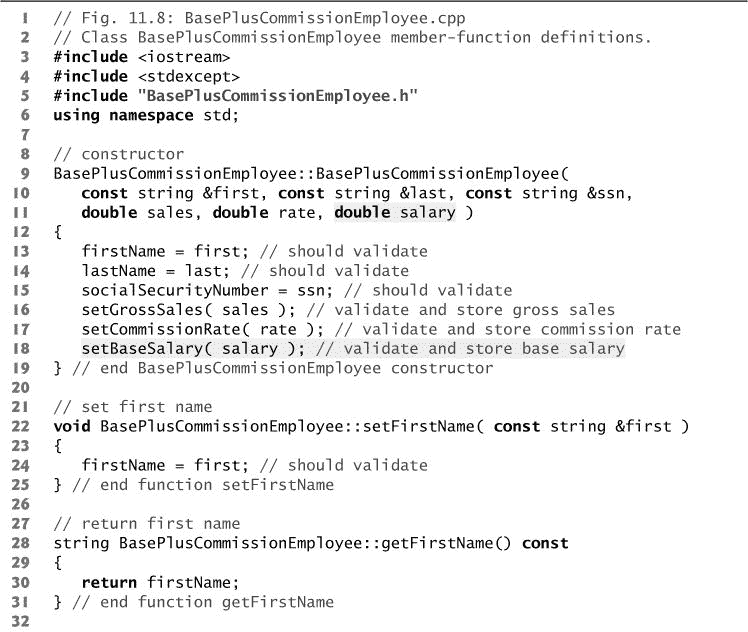 1 // Fig. 11.8: BasePlusCommissionEmployee.cpp
2 // Class BasePlusCommissionEmployee member-function definitions.
3 #include <iostream>
4 #include <stdexcept>
5 #include "BasePlusCommissionEmployee.h"
6 using namespace std;
7
8 // constructor
9 BasePlusCommissionEmployee::BasePlusCommissionEmployee(
10    const string &first, const string &last, const string &ssn,
11    double sales, double rate, double salary )
12 {
13    firstName = first; // should validate
14    lastName = last; // should validate
15    socialSecurityNumber = ssn; // should validate
16    setGrossSales( sales ); // validate and store gross sales
17    setCommissionRate( rate ); // validate and store commission rate
18    setBaseSalary( salary ); // validate and store base salary
19 } // end BasePlusCommissionEmployee constructor
20
21 // set first name
22 void BasePlusCommissionEmployee::setFirstName( const string &first )
23 {
24    firstName = first; // should validate
25 } // end function setFirstName
26
27 // return first name
28 string BasePlusCommissionEmployee::getFirstName() const
29 {
30    return firstName;
31 } // end function getFirstName
32